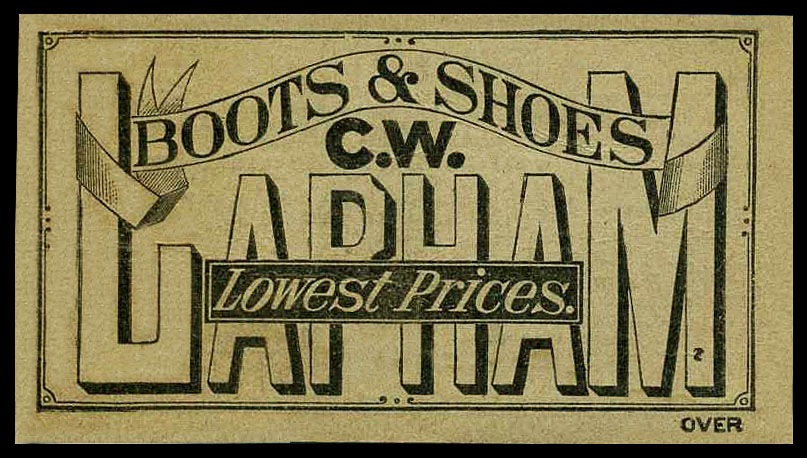 BOOTS & SHOES
C.W.
LAPHAM
Lowest Prices.
OVER